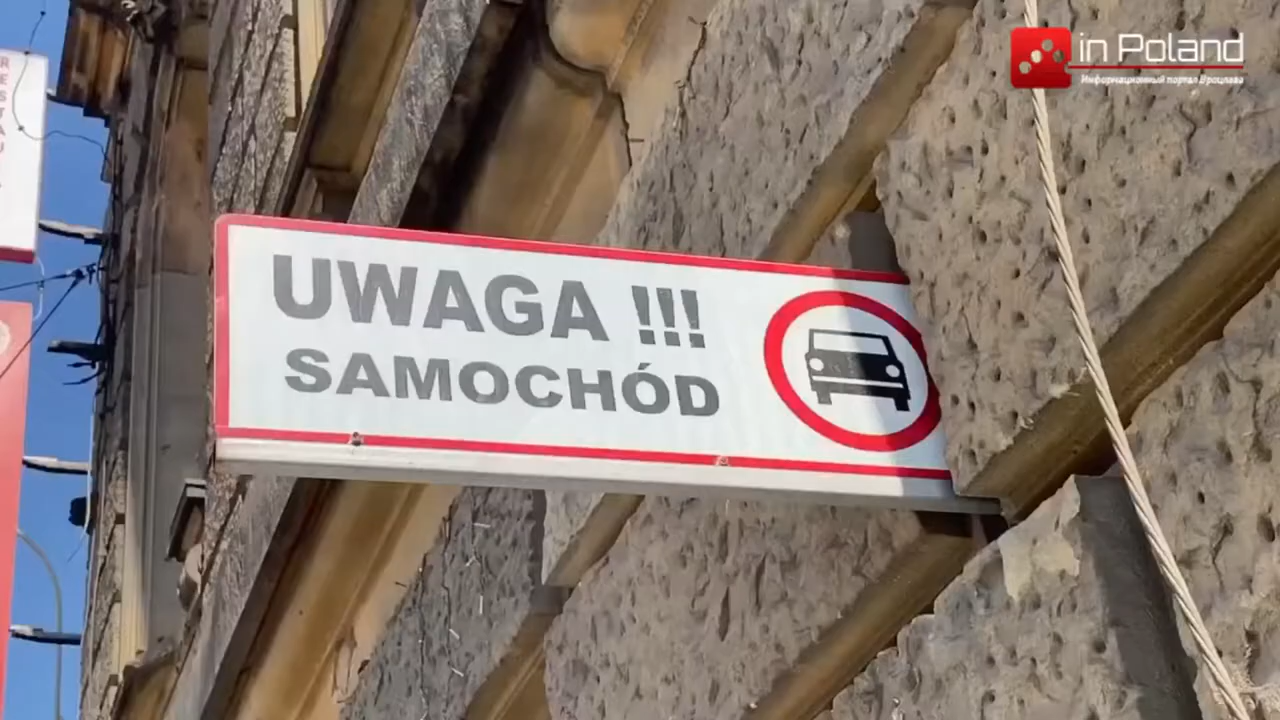 in Poland
Информационный портал Вроцлава
UWAGA !!!
SAMOCHÓD